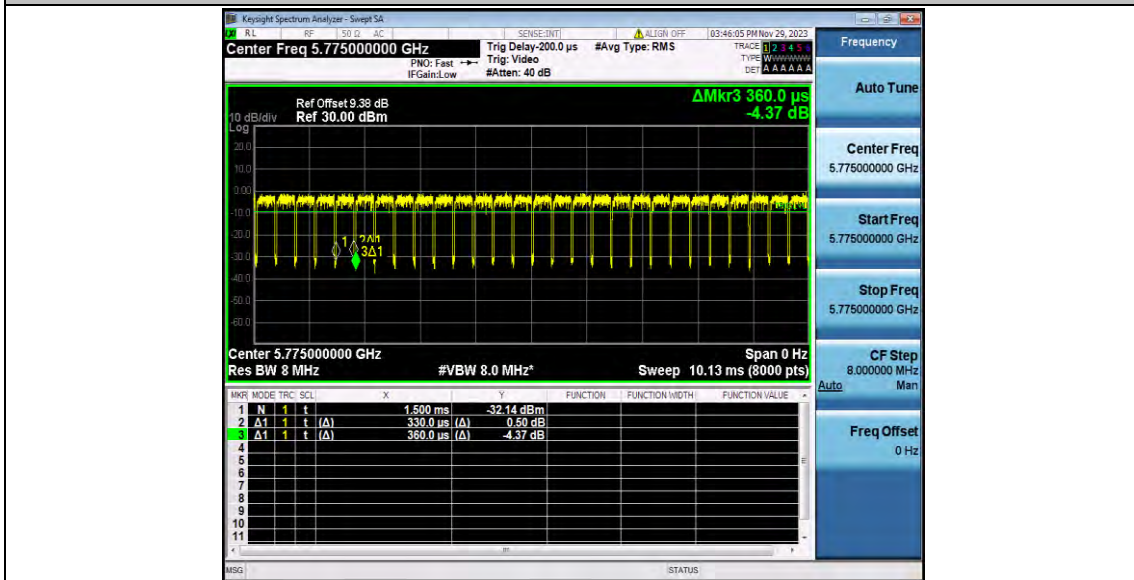 Keysight Spectrum Analyzer - Swept SA
RL RF 50 Ω AC SENSE:INT ALIGN OFF 03:46:05 PM Nov 29, 2023
Center Freq 5.775000000 GHz Trig Delay-200.0 µs #Avg Type: RMS TRACE 1 2 3 4 5 6
PNO: Fast Trig: Video TYPE
IFGain:Low #Atten: 40 dB DET A A A A A A
Frequency
Auto Tune
Center Freq
5.775000000 GHz
Start Freq
5.775000000 GHz
Stop Freq
5.775000000 GHz
CF Step
8.000000 MHz
Auto Man
Freq Offset
0 Hz
ΔMkr3 360.0 µs
-4.37 dB
Ref Offset 9.38 dB
10 dB/div Ref 30.00 dBm
Log
20.0
10.0
0.00
-10.0
-20.0
-30.0
-40.0
-50.0
-60.0
1 2Δ1
3Δ1
Center 5.775000000 GHz Span 0 Hz
Res BW 8 MHz #VBW 8.0 MHz* Sweep 10.13 ms (8000 pts)
MKR MODE TRC SCL X Y FUNCTION FUNCTION WIDTH FUNCTION VALUE
1 N 1 t 1.500 ms -32.14 dBm
2 Δ1 1 t (Δ) 330.0 µs (Δ) 0.50 dB
3 Δ1 1 t (Δ) 360.0 µs (Δ) -4.37 dB
4
5
6
7
8
9
10
11
MSG STATUS